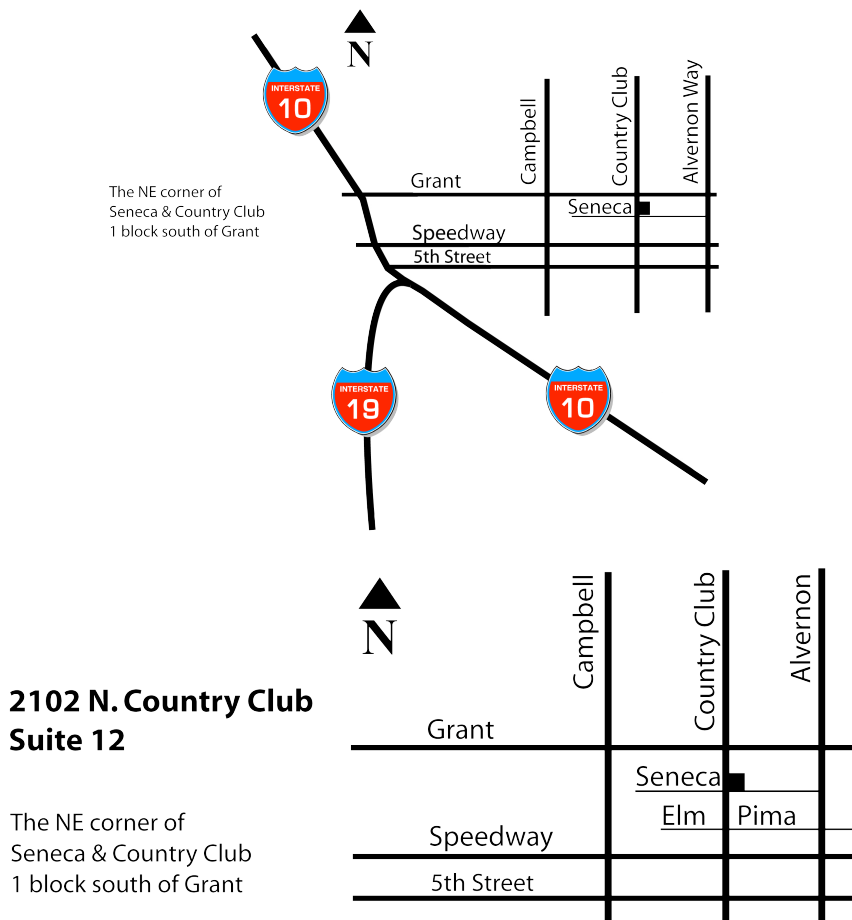 N
INTERSTATE
10
Campbell
Country Club
Alvernon Way
The NE corner of
Seneca & Country Club
1 block south of Grant
Grant
Seneca
Speedway
5th Street
INTERSTATE
19
INTERSTATE
10
N
Campbell
Country Club
Alvernon
2102 N. Country Club
Suite 12
Grant
Seneca
Elm
Pima
The NE corner of
Seneca & Country Club
1 block south of Grant
Speedway
5th Street